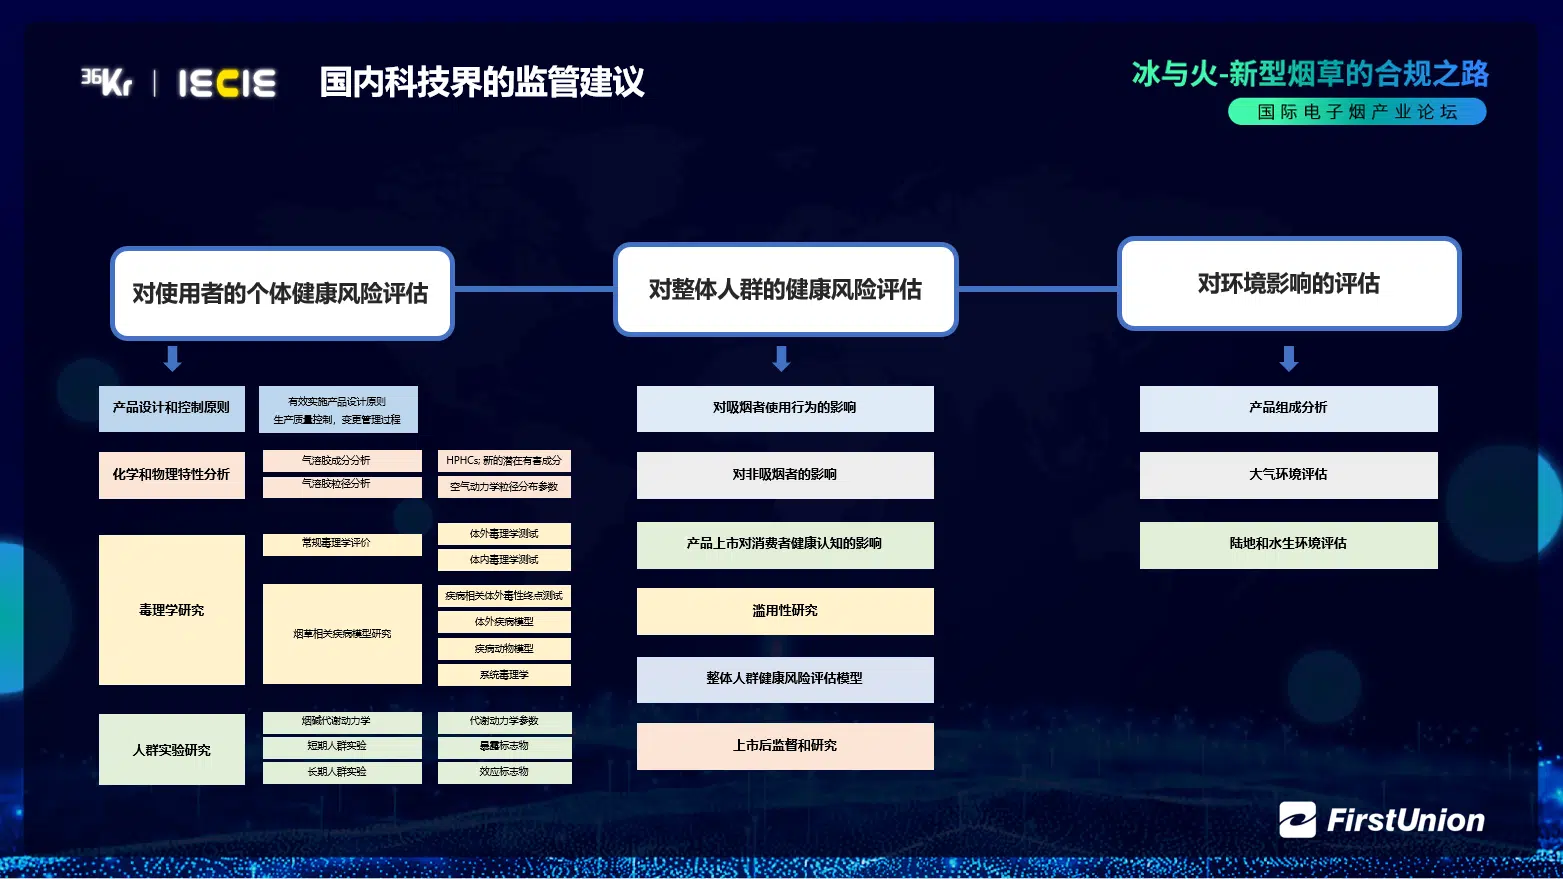 36Kr | IECIE
国内科技界的监管建议
冰与火-新型烟草的合规之路
国际电子烟产业论坛
对使用者的个体健康风险评估
对整体人群的健康风险评估
对环境影响的评估
产品设计和控制原则
有效实施产品设计原则
生产质量控制，变更管理过程
化学和物理特性分析
气溶胶成分分析
HPHCs; 新的潜在有害成分
气溶胶粒径分析
空气动力学粒径分布参数
毒理学研究
常规毒理学评价
体外毒理学测试
体内毒理学测试
烟草相关疾病模型研究
疾病相关体外毒性终点测试
体外疾病模型
疾病动物模型
系统毒理学
人群实验研究
烟碱代谢动力学
代谢动力学参数
短期人群实验
暴露标志物
长期人群实验
效应标志物
对吸烟者使用行为的影响
对非吸烟者的影响
产品上市对消费者健康认知的影响
滥用性研究
整体人群健康风险评估模型
上市后监督和研究
产品组成分析
大气环境评估
陆地和水生环境评估
FirstUnion